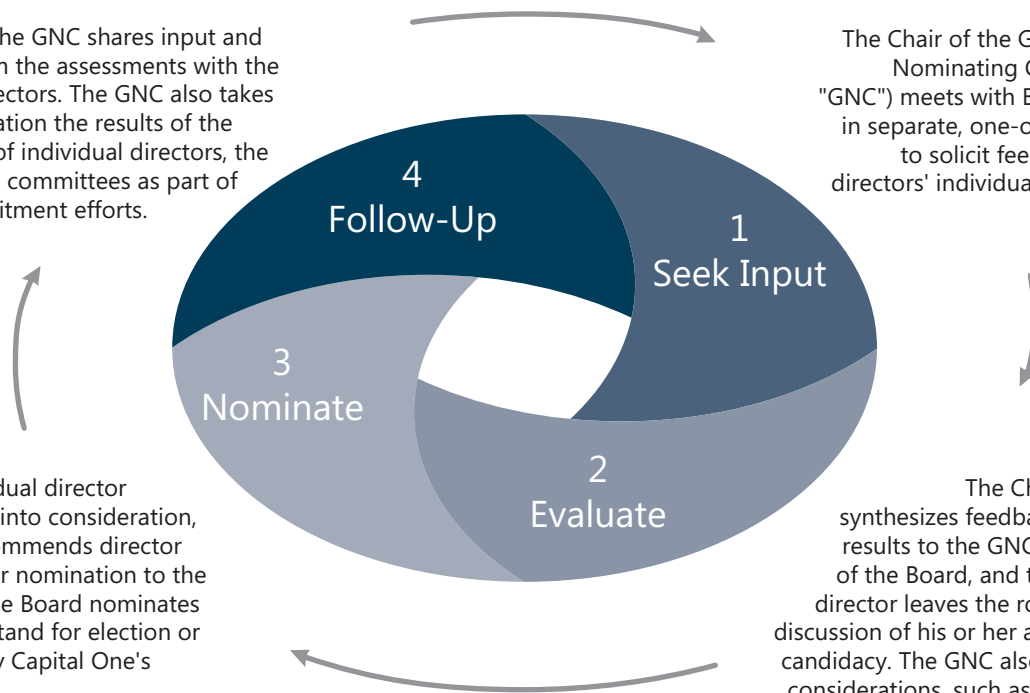 he GNC shares input and
the assessments with the
ectors. The GNC also takes
ation the results of the
of individual directors, the
committees as part of
itment efforts.
The Chair of the G
Nominating
"GNC") meets with
in separate, one-o
to solicit fee
directors' individua
4
Follow-Up
1
Seek Input
3
Nominate
2
Evaluate
dual director
into consideration,
mmends director
r nomination to the
e Board nominates
tand for election or
y Capital One's
The Ch
synthesizes feedba
results to the GNC
of the Board, and t
director leaves the ro
discussion of his or her a
candidacy. The GNC also
considerations, such as